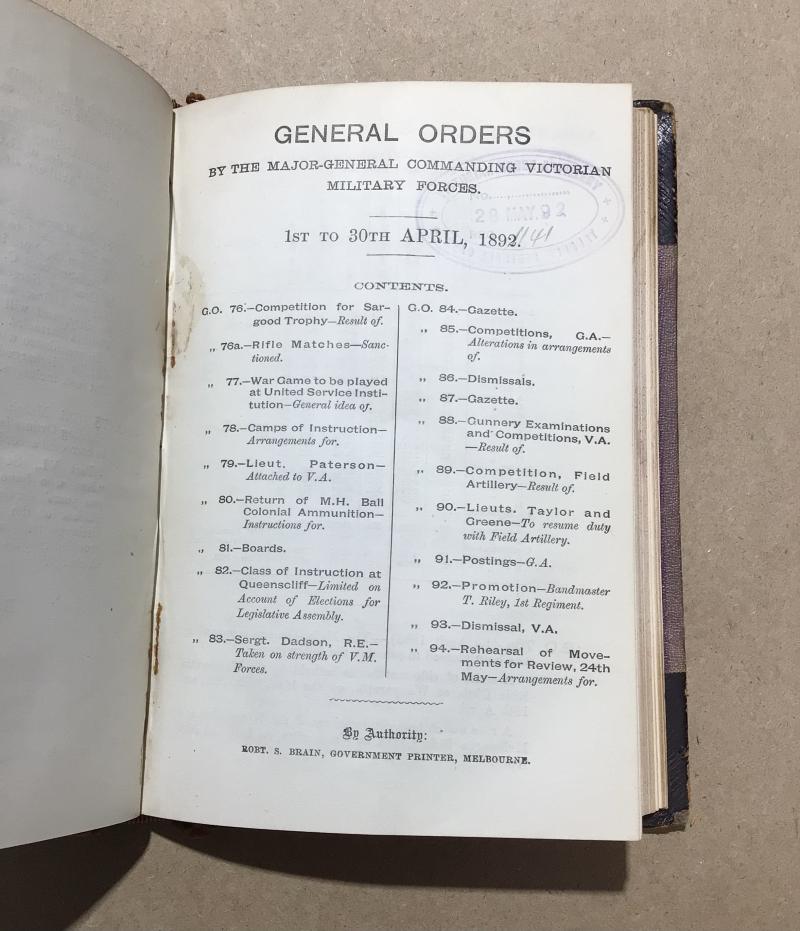 GENERAL ORDERS
BY THE MAJOR-GENERAL COMMANDING VICTORIAN
MILITARY FORCES.
1ST TO 30TH APRIL, 1892.
No.
28 MAY.92
1141
CONTENTS.
G.O. 76.—Competition for Sar-
good Trophy—Result of.
„ 76a.—Rifle Matches—Sanc-
tioned.
„ 77.—War Game to be played
at United Service Insti-
tution—General idea of.
„ 78.—Camps of Instruction—
Arrangements for.
„ 79.—Lieut. Paterson—
Attached to V.A.
„ 80.—Return of M.H. Ball
Colonial Ammunition—
Instructions for.
„ 81.—Boards.
„ 82.—Class of Instruction at
Queenscliff—Limited on
Account of Elections for
Legislative Assembly.
„ 83.—Sergt. Dadson, R.E.—
Taken on strength of V.M.
Forces.
G.O. 84.—Gazette.
„ 85.—Competitions, G.A.—
Alterations in arrangements
of.
„ 86.—Dismissals.
„ 87.—Gazette.
„ 88.—Gunnery Examinations
and Competitions, V.A.
—Result of.
„ 89.—Competition, Field
Artillery—Result of.
„ 90.—Lieuts. Taylor and
Greene—To resume duty
with Field Artillery.
„ 91.—Postings—G.A.
„ 92.—Promotion—Bandmaster
T. Riley, 1st Regiment.
„ 93.—Dismissal, V.A.
„ 94.—Rehearsal of Move-
ments for Review, 24th
May—Arrangements for.
By Authority:
ROBT. S. BRAIN, GOVERNMENT PRINTER, MELBOURNE.